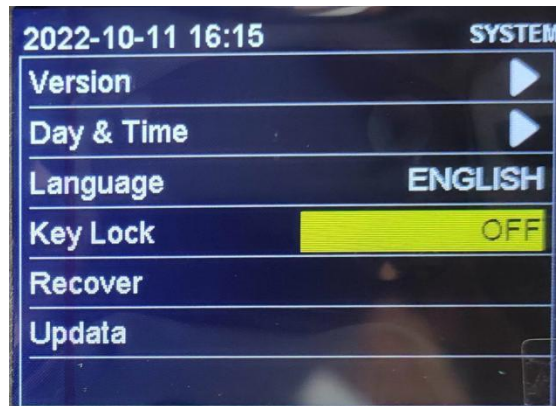 2022-10-11 16:15 SYSTEM
Version
Day & Time
Language ENGLISH
Key Lock OFF
Recover
Updata